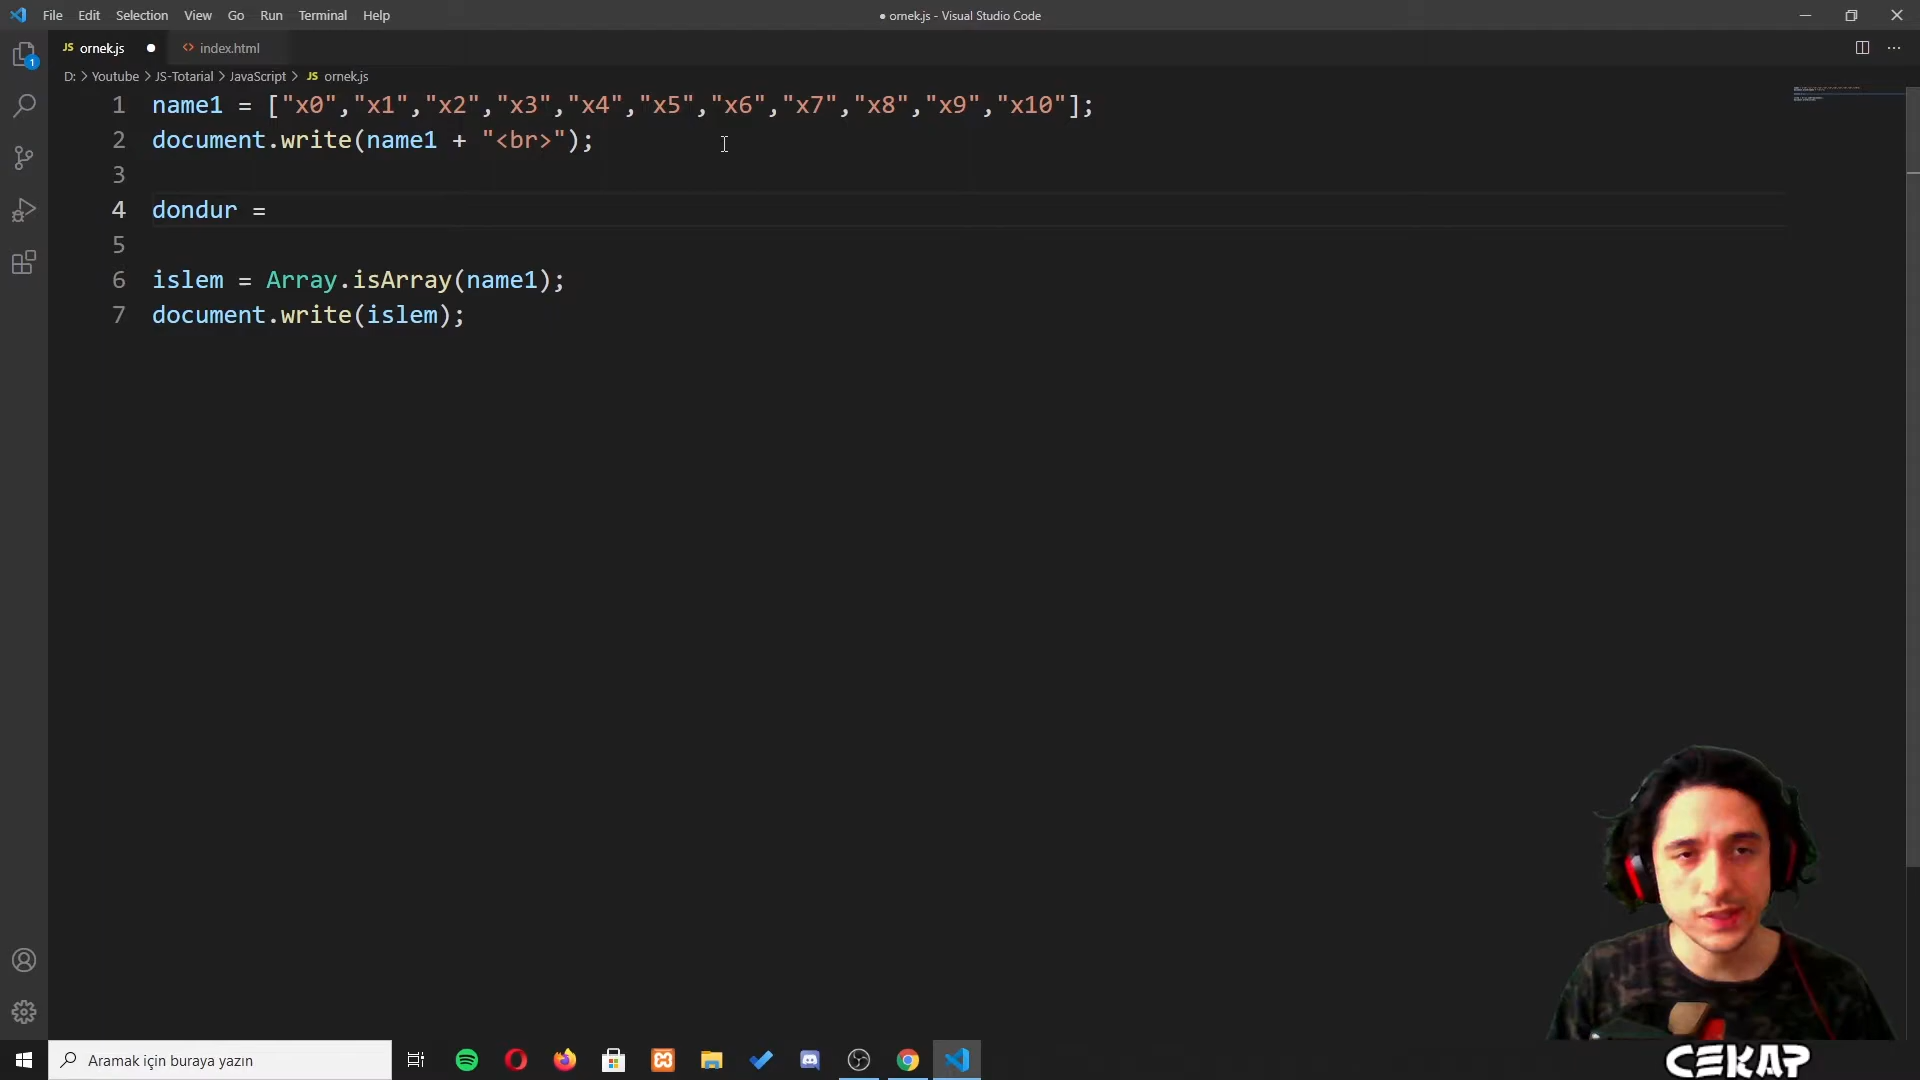 File Edit Selection View Go Run Terminal Help
● ornek.js - Visual Studio Code
JS ornek.js ●
<> index.html
D: > Youtube > JS-Totarial > JavaScript > JS ornek.js
1 name1 = ["x0","x1","x2","x3","x4","x5","x6","x7","x8","x9","x10"];
2 document.write(name1 + "<br>");
3
4 dondur =
5
6 islem = Array.isArray(name1);
7 document.write(islem);
1
Aramak için buraya yazın
CEKAP